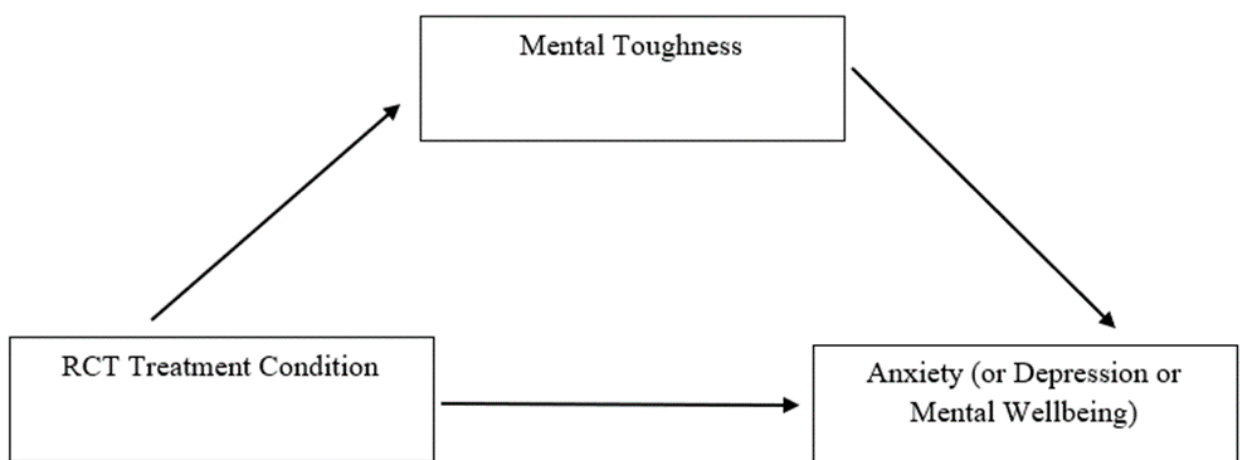 Mental Toughness
RCT Treatment Condition
Anxiety (or Depression or
Mental Wellbeing)